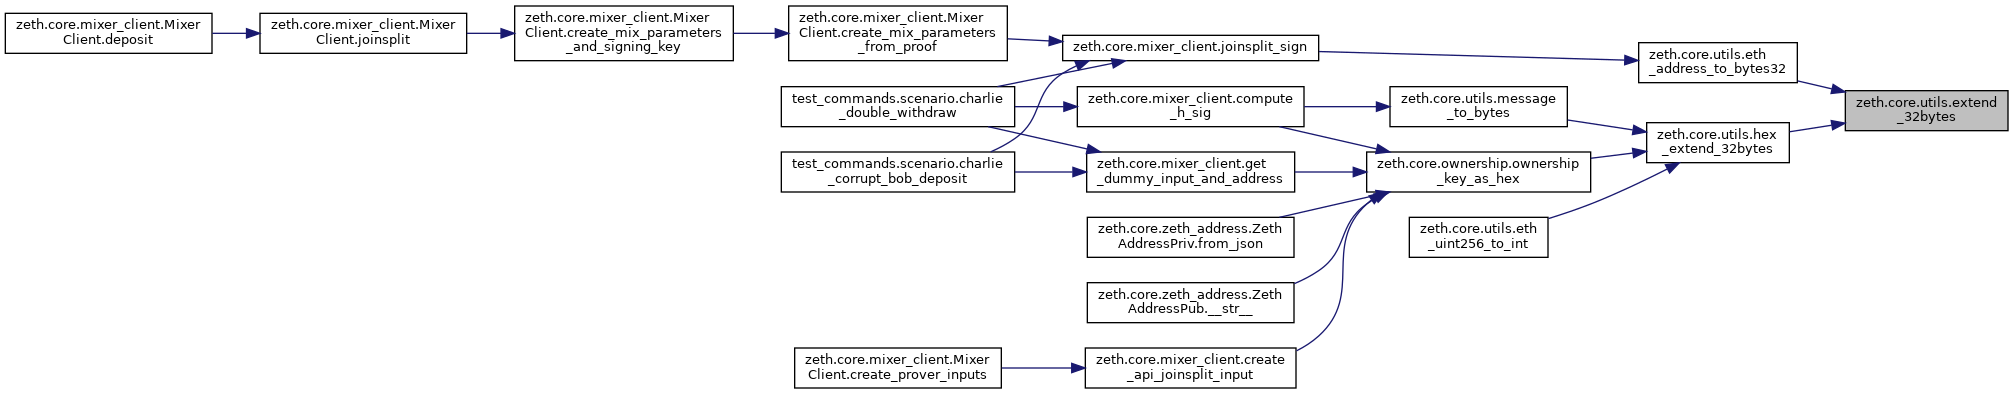 zeth.core.mixer_client.Mixer
Client.deposit
zeth.core.mixer_client.Mixer
Client.joinsplit
zeth.core.mixer_client.Mixer
Client.create_mix_parameters
_and_signing_key
zeth.core.mixer_client.Mixer
Client.create_mix_parameters
_from_proof
zeth.core.mixer_client.joinsplit_sign
zeth.core.utils.eth
_address_to_bytes32
zeth.core.utils.extend
_32bytes
test_commands.scenario.charlie
_double_withdraw
zeth.core.mixer_client.compute
_h_sig
zeth.core.utils.message
_to_bytes
zeth.core.utils.hex
_extend_32bytes
test_commands.scenario.charlie
_corrupt_bob_deposit
zeth.core.mixer_client.get
_dummy_input_and_address
zeth.core.ownership.ownership
_key_as_hex
zeth.core.zeth_address.Zeth
AddressPriv.from_json
zeth.core.utils.eth
_uint256_to_int
zeth.core.zeth_address.Zeth
AddressPub.__str__
zeth.core.mixer_client.Mixer
Client.create_prover_inputs
zeth.core.mixer_client.create
_api_joinsplit_input